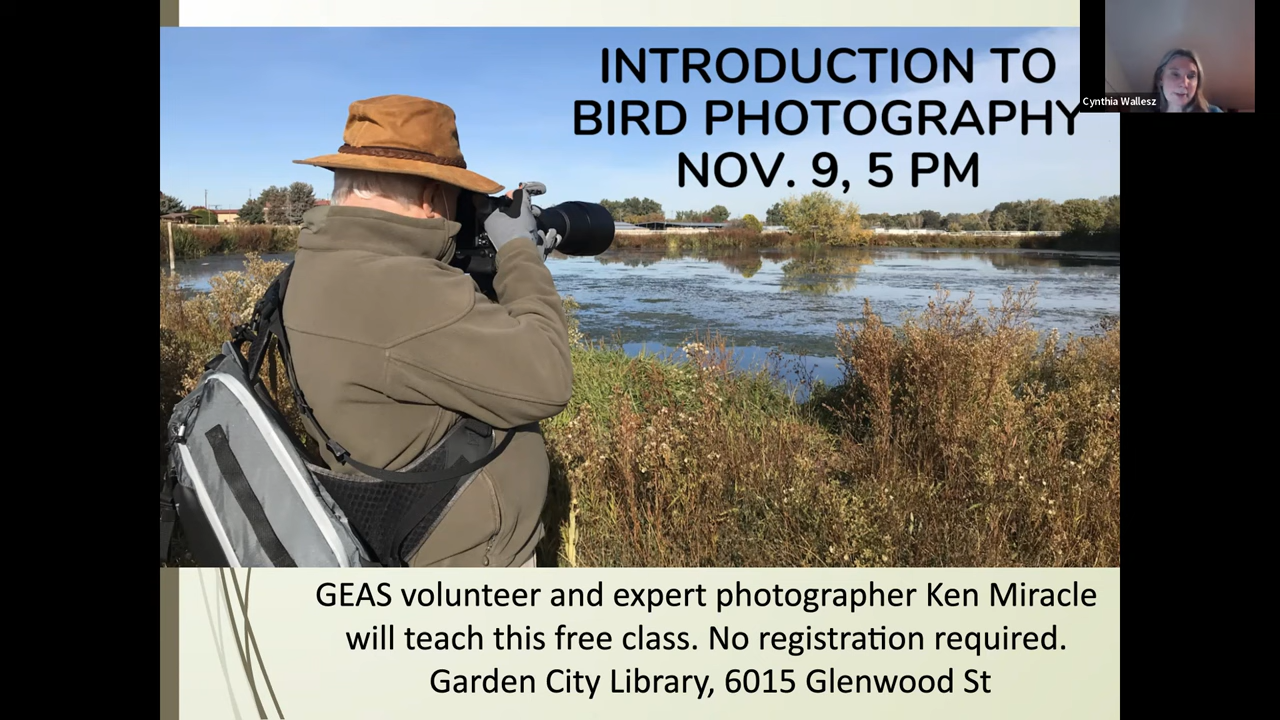 INTRODUCTION TO
BIRD PHOTOGRAPHY
NOV. 9, 5 PM
Cynthia Wallesz
GEAS volunteer and expert photographer Ken Miracle
will teach this free class. No registration required.
Garden City Library, 6015 Glenwood St